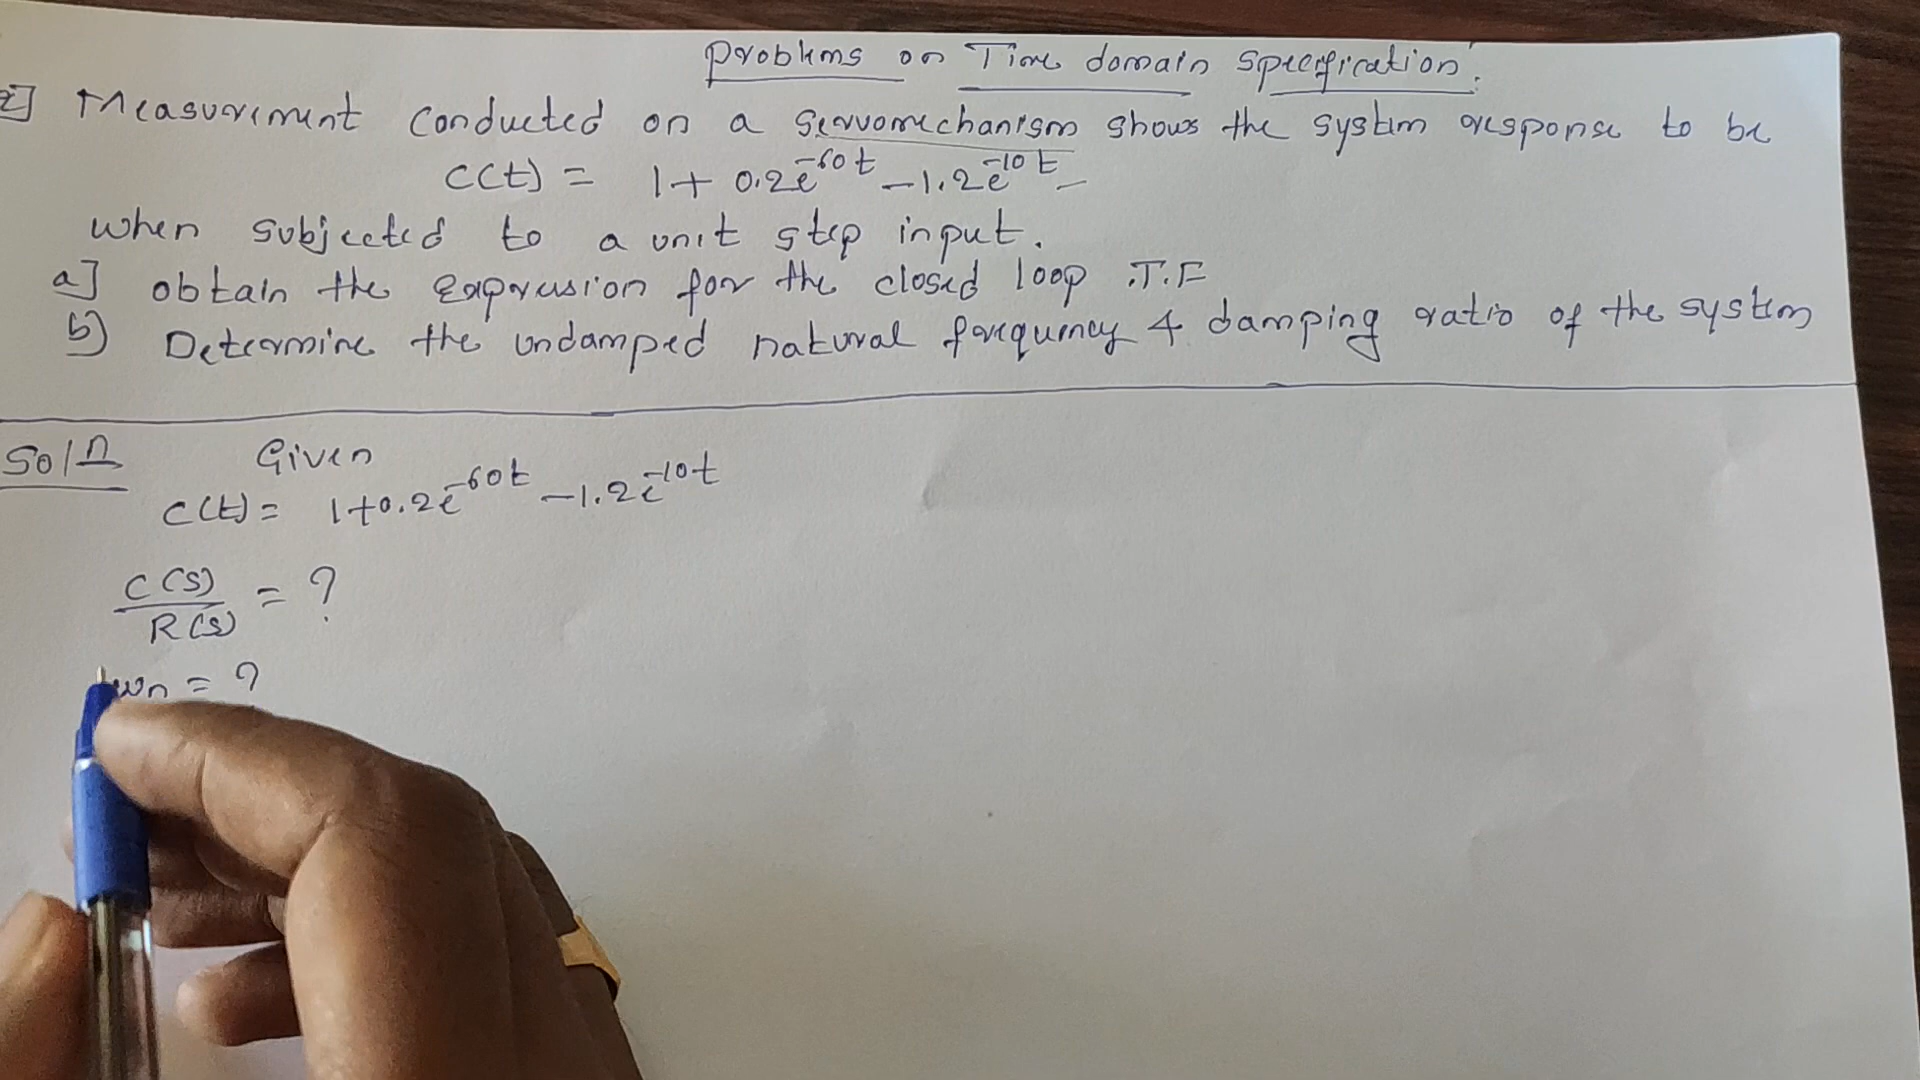 Problems on Time domain Specification.
2] Measurement conducted on a servomechanism shows the system response to be
C(t) = 1 + 0.2e^-60t - 1.2e^-10t
when subjected to a unit step input.
a] obtain the expression for the closed loop .T.F
b) Determine the undamped natural frequency & damping ratio of the system
Soln Given
C(t) = 1+0.2e^-60t - 1.2e^-10t
C(s)/R(s) = ?
wn = ?